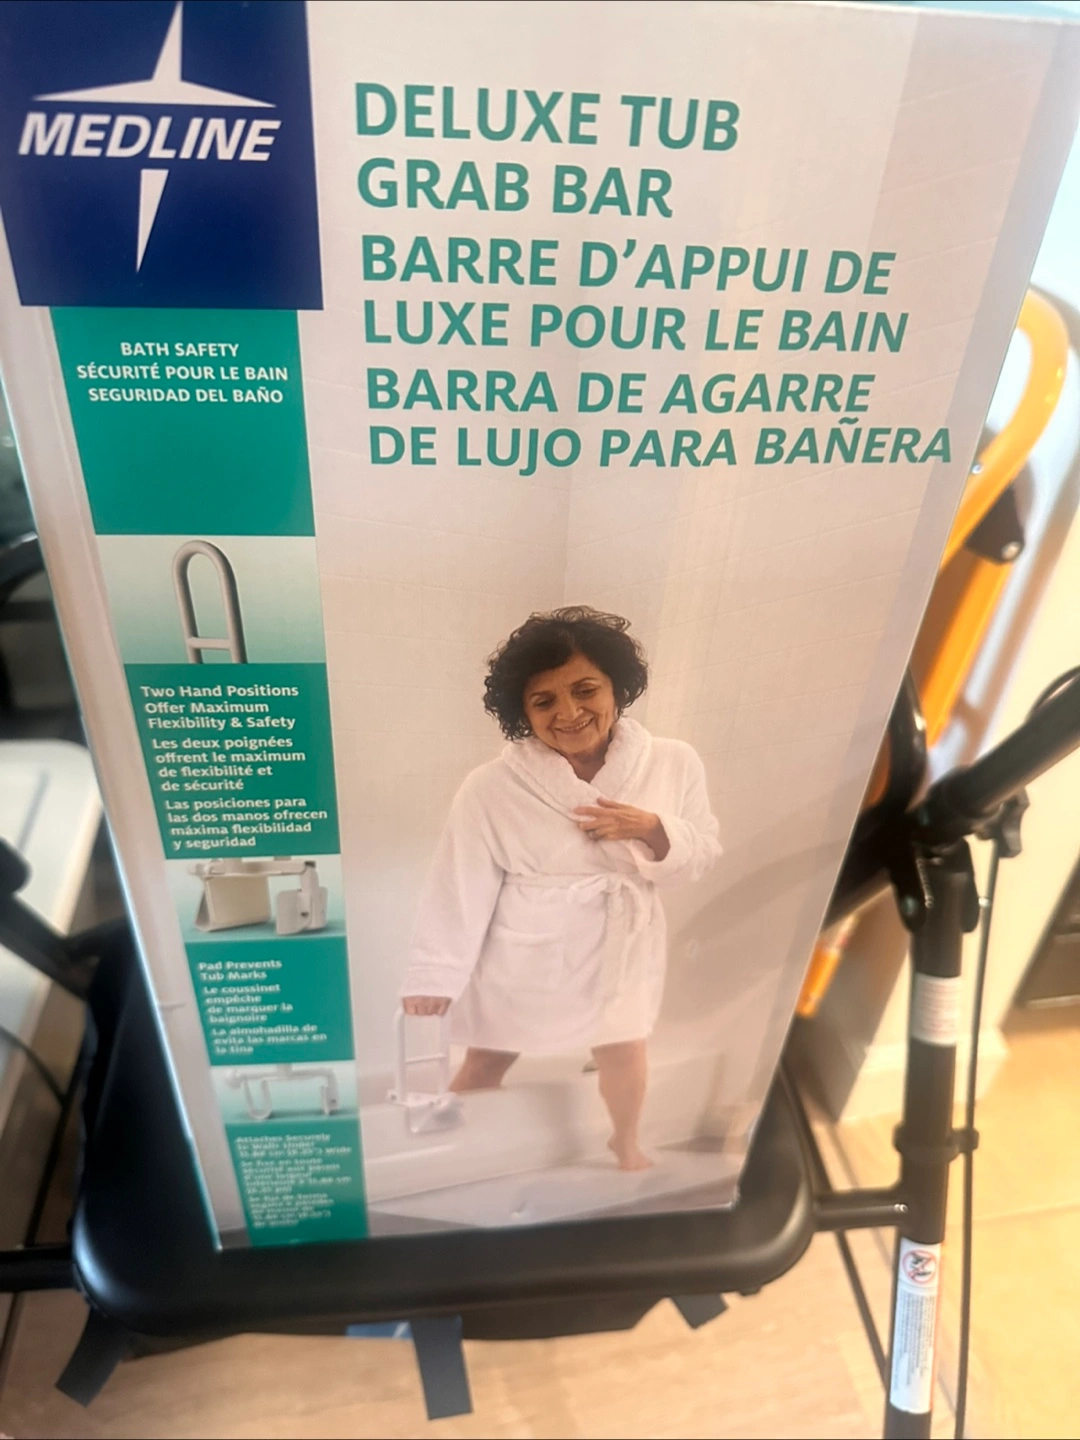 MEDLINE
DELUXE TUB
GRAB BAR
BARRE D'APPUI DE
LUXE POUR LE BAIN
BARRA DE AGARRE
DE LUJO PARA BAÑERA
BATH SAFETY
SÉCURITÉ POUR LE BAIN
SEGURIDAD DEL BAÑO
Two Hand Positions
Offer Maximum
Flexibility & Safety
Les deux poignées
offrent le maximum
de flexibilité et
de sécurité
Las posiciones para
las dos manos ofrecen
máxima flexibilidad
y seguridad
Pad Prevents
Tub Marks
Le coussinet
empêche
de marquer la
baignoire
La almohadilla de
evita las marcas en
la tina
Attaches Securely